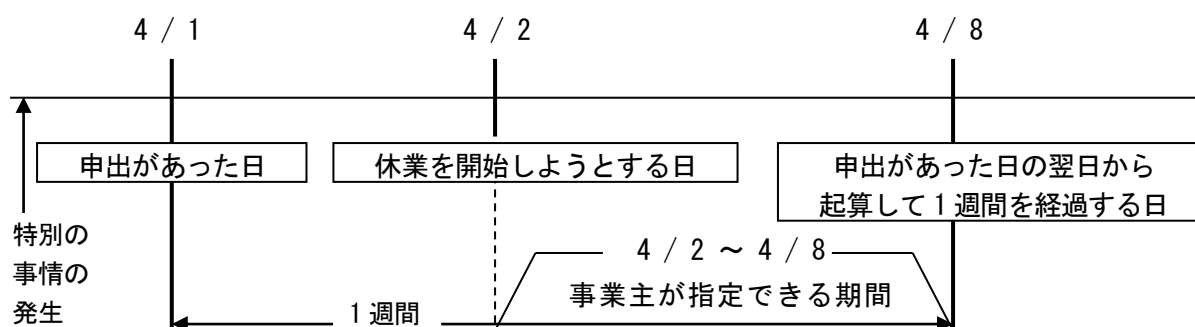 4/1
4/2
4/8
申出があった日
休業を開始しようとする日
申出があった日の翌日から
起算して1週間を経過する日
特別の
事情の
発生
4/2～4/8
事業主が指定できる期間
1週間